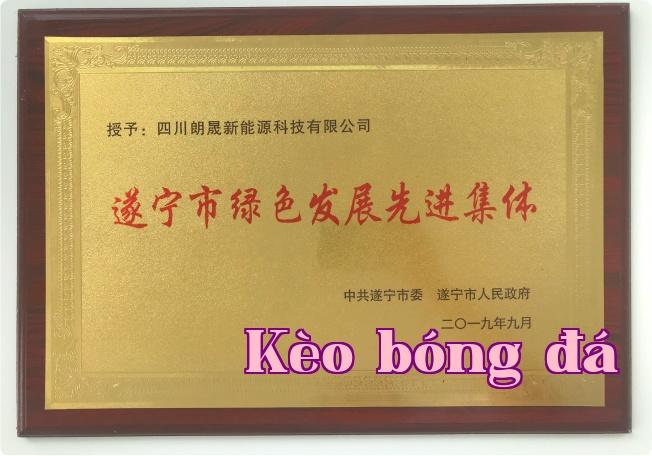 授予：四川朗晟新能源科技有限公司
遂宁市绿色发展先进集体
中共遂宁市委 遂宁市人民政府
二〇一九年九月
Kèo bóng đá